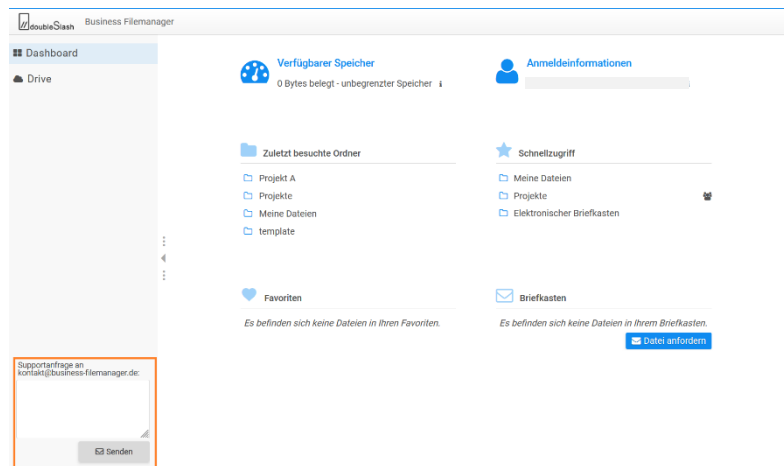 doubleSlash Business Filemanager
Dashboard
Drive
Verfügbarer Speicher
0 Bytes belegt - unbegrenzter Speicher i
Anmeldeinformationen
Zuletzt besuchte Ordner
Projekt A
Projekte
Meine Dateien
template
Schnellzugriff
Meine Dateien
Projekte
Elektronischer Briefkasten
Favoriten
Es befinden sich keine Dateien in Ihren Favoriten.
Briefkasten
Es befinden sich keine Dateien in Ihrem Briefkasten.
Datei anfordern
Supportanfrage an
kontakt@business-filemanager.de:
Senden